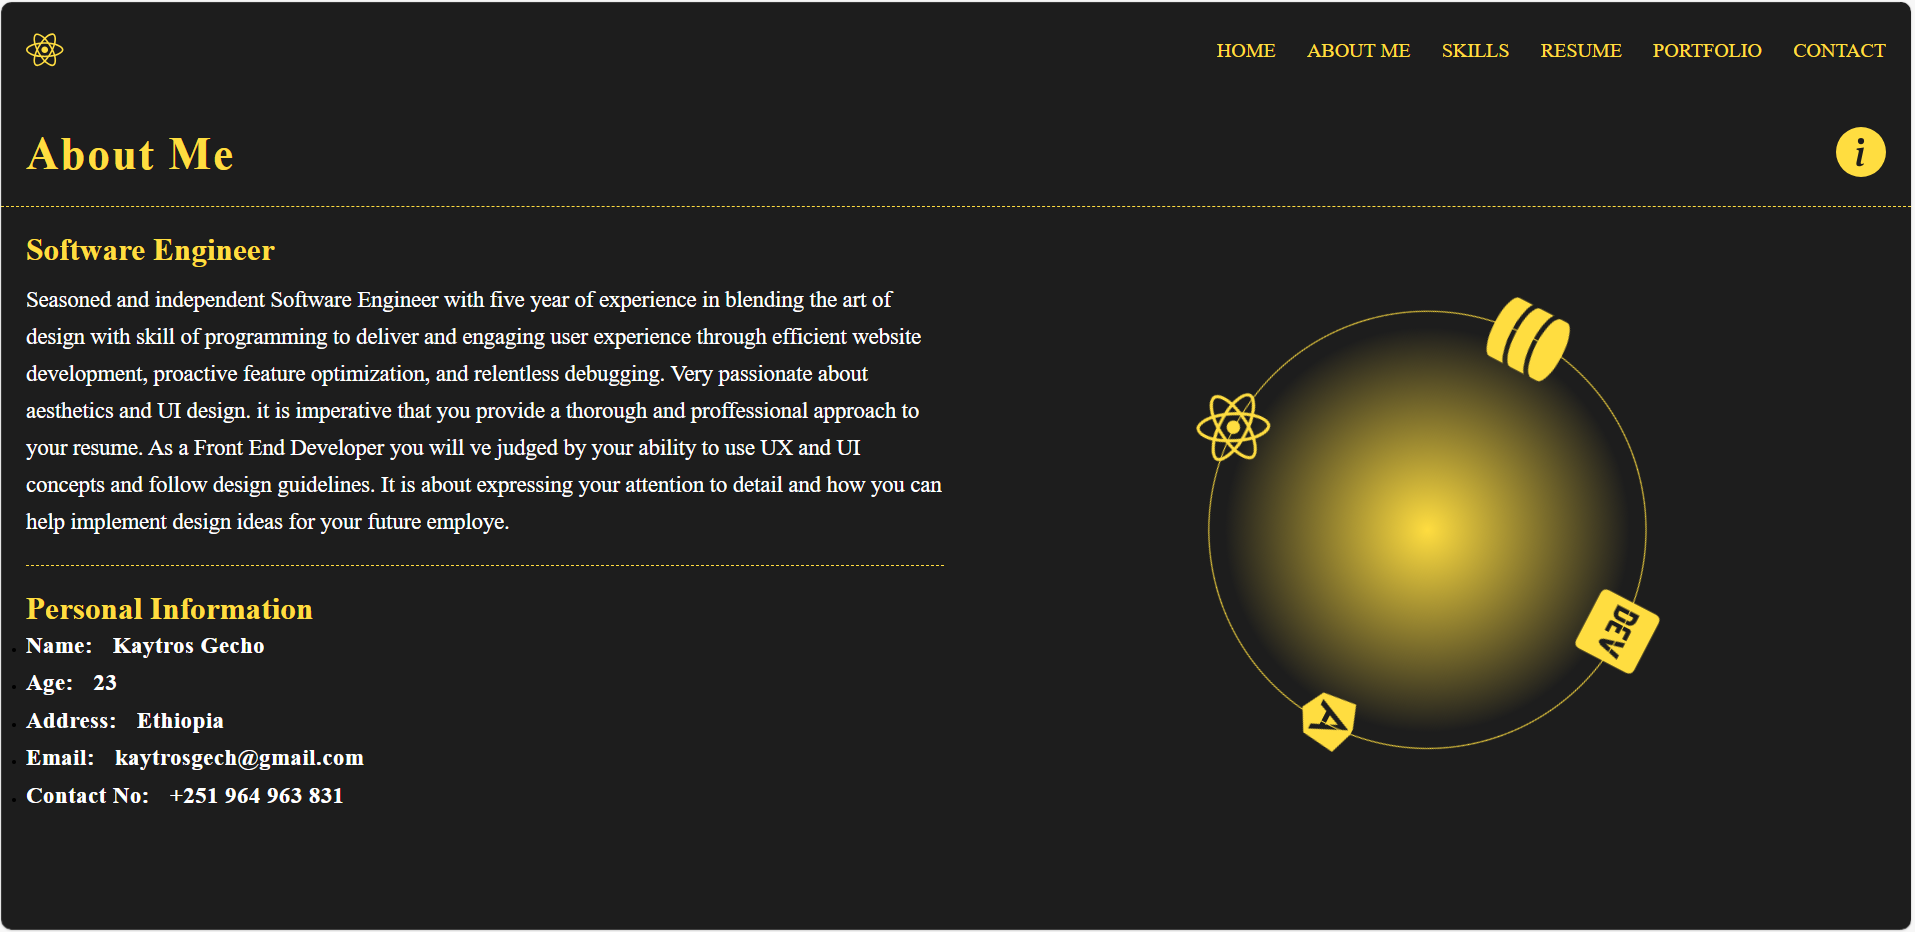 HOME ABOUT ME SKILLS RESUME PORTFOLIO CONTACT
About Me
i
Software Engineer
Seasoned and independent Software Engineer with five year of experience in blending the art of
design with skill of programming to deliver and engaging user experience through efficient website
development, proactive feature optimization, and relentless debugging. Very passionate about
aesthetics and UI design. it is imperative that you provide a thorough and proffessional approach to
your resume. As a Front End Developer you will ve judged by your ability to use UX and UI
concepts and follow design guidelines. It is about expressing your attention to detail and how you can
help implement design ideas for your future employe.
Personal Information
Name: Kaytros Gecho
Age: 23
Address: Ethiopia
Email: kaytrosgech@gmail.com
Contact No: +251 964 963 831
DEV
A